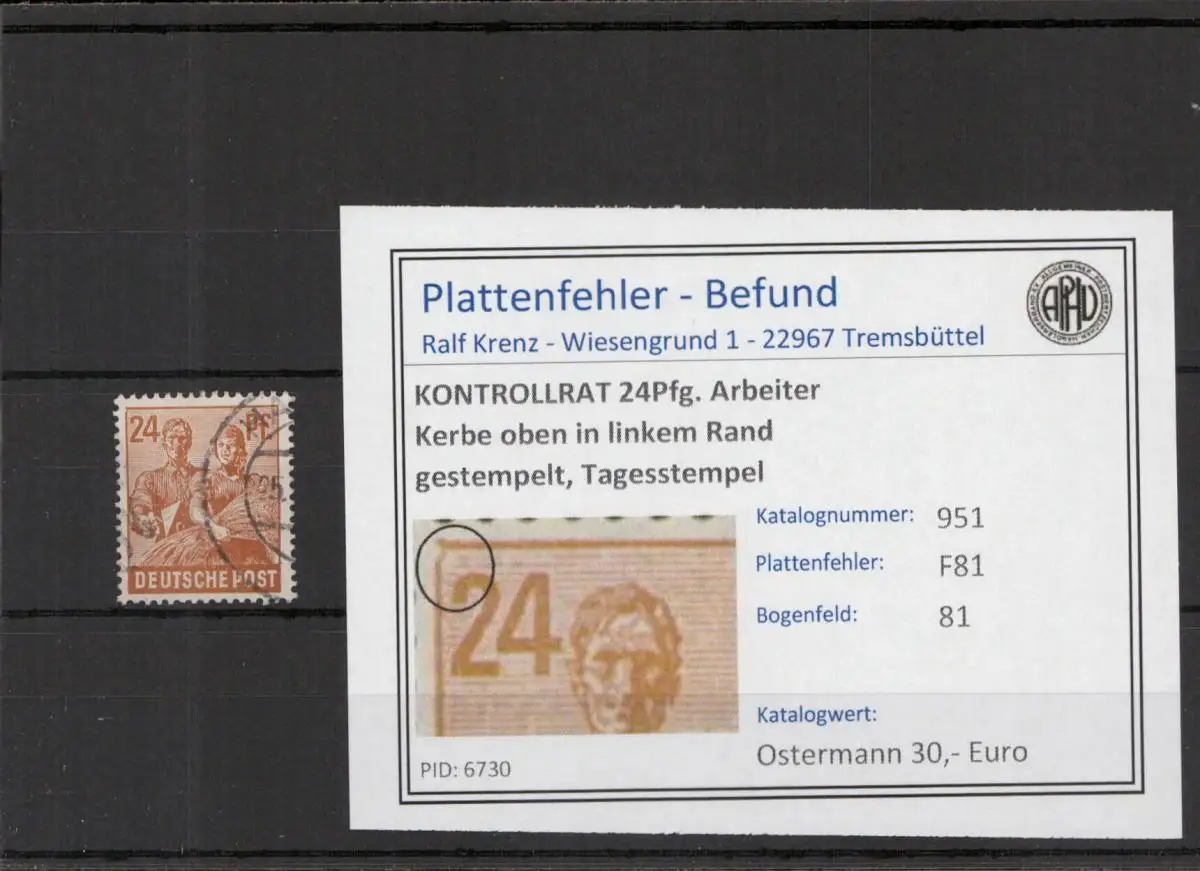 24 Pf
DEUTSCHE POST
Plattenfehler - Befund
Ralf Krenz - Wiesengrund 1 - 22967 Tremsbüttel
APHV
KONTROLLRAT 24Pfg. Arbeiter
Kerbe oben in linkem Rand
gestempelt, Tagesstempel
24
Katalognummer: 951
Plattenfehler: F81
Bogenfeld: 81
Katalogwert:
Ostermann 30,- Euro
PID: 6730